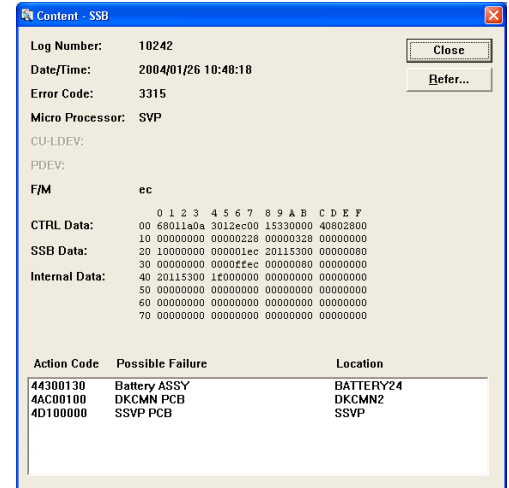 Content - SSB
Log Number: 10242
Close
Date/Time: 2004/01/26 10:48:18
Refer...
Error Code: 3315
Micro Processor: SVP
CU-LDEV:
PDEV:
F/M ec
0 1 2 3 4 5 6 7 8 9 A B C D E F
CTRL Data: 00 68011a0a 3012ec00 15330000 40802800
10 00000000 00000228 00000328 00000000
SSB Data: 20 10000000 000001ec 20115300 00000080
30 00000000 0000ffec 00000080 00000000
Internal Data: 40 20115300 1f000000 00000000 00000000
50 00000000 00000000 00000000 00000000
60 00000000 00000000 00000000 00000000
70 00000000 00000000 00000000 00000000
Action Code Possible Failure Location
44300130 Battery ASSY BATTERY24
4AC00100 DKCMN PCB DKCMN2
4D100000 SSVP PCB SSVP